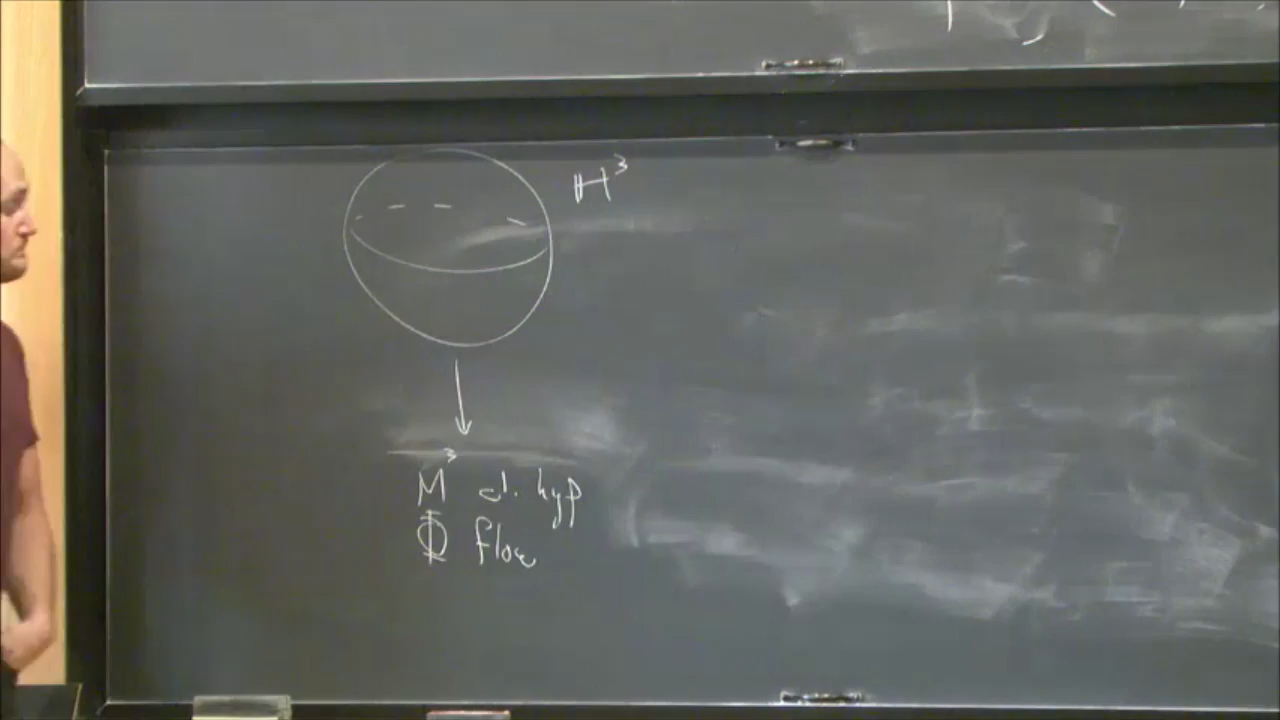 ℍ³
M³ cl. hyp
Φ flow